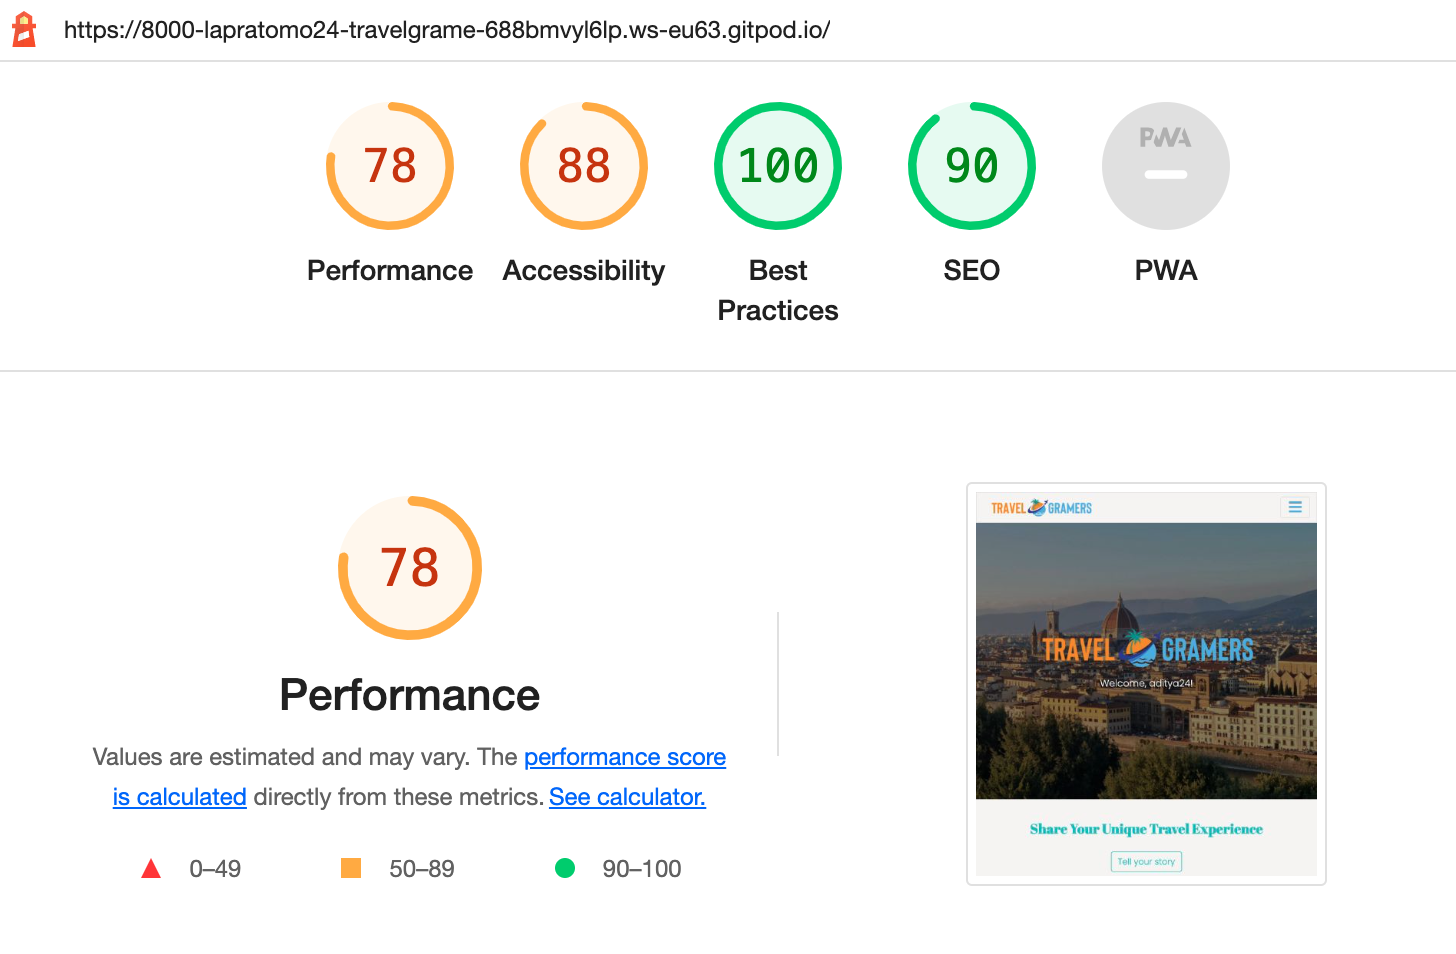 https://8000-lapratomo24-travelgrame-688bmvyl6lp.ws-eu63.gitpod.io/
78
88
100
90
PWA
Performance
Accessibility
Best
Practices
SEO
PWA
78
Performance
Values are estimated and may vary. The performance score
is calculated directly from these metrics. See calculator.
0–49
50–89
90–100
TRAVEL GRAMERS
TRAVEL GRAMERS
Welcome, aditya24!
Share Your Unique Travel Experience
Tell your story